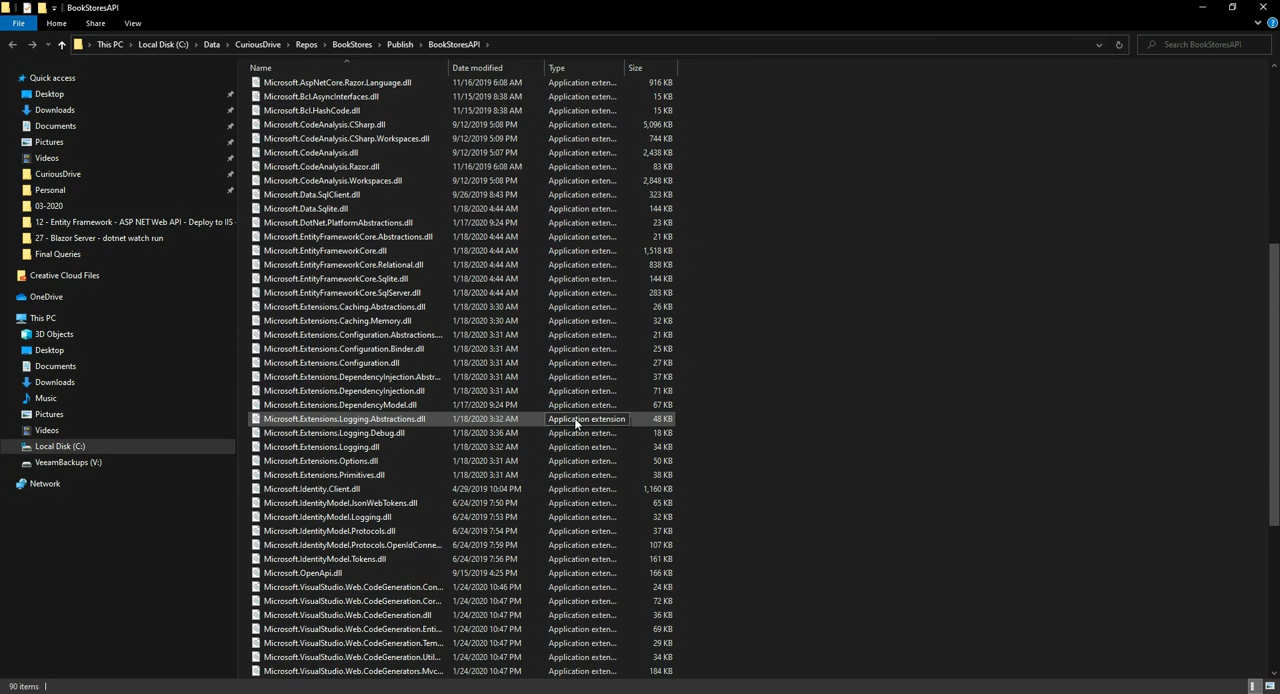 BookStoresAPI
File Home Share View
This PC Local Disk (C:) Data CuriousDrive Repos BookStores Publish BookStoresAPI Search BookStoresAPI
Quick access
Desktop
Downloads
Documents
Pictures
Videos
CuriousDrive
Personal
03-2020
12 - Entity Framework - ASP NET Web API - Deploy to IIS -
27 - Blazor Server - dotnet watch run
Final Queries
Creative Cloud Files
OneDrive
This PC
3D Objects
Desktop
Documents
Downloads
Music
Pictures
Videos
Local Disk (C:)
VeeamBackups (V:)
Network
Name Date modified Type Size
Microsoft.AspNetCore.Razor.Language.dll 11/16/2019 6:08 AM Application exten... 916 KB
Microsoft.Bcl.AsyncInterfaces.dll 11/15/2019 8:38 AM Application exten... 15 KB
Microsoft.Bcl.HashCode.dll 11/15/2019 8:38 AM Application exten... 15 KB
Microsoft.CodeAnalysis.CSharp.dll 9/12/2019 5:08 PM Application exten... 5,096 KB
Microsoft.CodeAnalysis.CSharp.Workspaces.dll 9/12/2019 5:09 PM Application exten... 744 KB
Microsoft.CodeAnalysis.dll 9/12/2019 5:07 PM Application exten... 2,438 KB
Microsoft.CodeAnalysis.Razor.dll 11/16/2019 6:08 AM Application exten... 83 KB
Microsoft.CodeAnalysis.Workspaces.dll 9/12/2019 5:08 PM Application exten... 2,848 KB
Microsoft.Data.SqlClient.dll 9/26/2019 8:43 PM Application exten... 323 KB
Microsoft.Data.Sqlite.dll 1/18/2020 4:44 AM Application exten... 144 KB
Microsoft.DotNet.PlatformAbstractions.dll 1/17/2020 9:24 PM Application exten... 23 KB
Microsoft.EntityFrameworkCore.Abstractions.dll 1/18/2020 4:44 AM Application exten... 21 KB
Microsoft.EntityFrameworkCore.dll 1/18/2020 4:44 AM Application exten... 1,518 KB
Microsoft.EntityFrameworkCore.Relational.dll 1/18/2020 4:44 AM Application exten... 838 KB
Microsoft.EntityFrameworkCore.Sqlite.dll 1/18/2020 4:44 AM Application exten... 144 KB
Microsoft.EntityFrameworkCore.SqlServer.dll 1/18/2020 4:44 AM Application exten... 283 KB
Microsoft.Extensions.Caching.Abstractions.dll 1/18/2020 3:30 AM Application exten... 26 KB
Microsoft.Extensions.Caching.Memory.dll 1/18/2020 3:30 AM Application exten... 32 KB
Microsoft.Extensions.Configuration.Abstractions.... 1/18/2020 3:31 AM Application exten... 21 KB
Microsoft.Extensions.Configuration.Binder.dll 1/18/2020 3:31 AM Application exten... 25 KB
Microsoft.Extensions.Configuration.dll 1/18/2020 3:31 AM Application exten... 27 KB
Microsoft.Extensions.DependencyInjection.Abstr... 1/18/2020 3:31 AM Application exten... 37 KB
Microsoft.Extensions.DependencyInjection.dll 1/18/2020 3:31 AM Application exten... 71 KB
Microsoft.Extensions.DependencyModel.dll 1/17/2020 9:24 PM Application exten... 67 KB
Microsoft.Extensions.Logging.Abstractions.dll 1/18/2020 3:32 AM Application extension 48 KB
Microsoft.Extensions.Logging.Debug.dll 1/18/2020 3:36 AM Application exten... 18 KB
Microsoft.Extensions.Logging.dll 1/18/2020 3:32 AM Application exten... 34 KB
Microsoft.Extensions.Options.dll 1/18/2020 3:31 AM Application exten... 50 KB
Microsoft.Extensions.Primitives.dll 1/18/2020 3:31 AM Application exten... 38 KB
Microsoft.Identity.Client.dll 4/29/2019 10:04 PM Application exten... 1,160 KB
Microsoft.IdentityModel.JsonWebTokens.dll 6/24/2019 7:50 PM Application exten... 65 KB
Microsoft.IdentityModel.Logging.dll 6/24/2019 7:53 PM Application exten... 32 KB
Microsoft.IdentityModel.Protocols.dll 6/24/2019 7:54 PM Application exten... 37 KB
Microsoft.IdentityModel.Protocols.OpenIdConne... 6/24/2019 7:59 PM Application exten... 107 KB
Microsoft.IdentityModel.Tokens.dll 6/24/2019 7:56 PM Application exten... 161 KB
Microsoft.OpenApi.dll 9/15/2019 4:25 PM Application exten... 166 KB
Microsoft.VisualStudio.Web.CodeGeneration.Con... 1/24/2020 10:46 PM Application exten... 24 KB
Microsoft.VisualStudio.Web.CodeGeneration.Cor... 1/24/2020 10:47 PM Application exten... 72 KB
Microsoft.VisualStudio.Web.CodeGeneration.dll 1/24/2020 10:47 PM Application exten... 36 KB
Microsoft.VisualStudio.Web.CodeGeneration.Enti... 1/24/2020 10:47 PM Application exten... 69 KB
Microsoft.VisualStudio.Web.CodeGeneration.Tem... 1/24/2020 10:47 PM Application exten... 29 KB
Microsoft.VisualStudio.Web.CodeGeneration.Util... 1/24/2020 10:47 PM Application exten... 34 KB
Microsoft.VisualStudio.Web.CodeGenerators.Mvc... 1/24/2020 10:47 PM Application exten... 184 KB
90 items